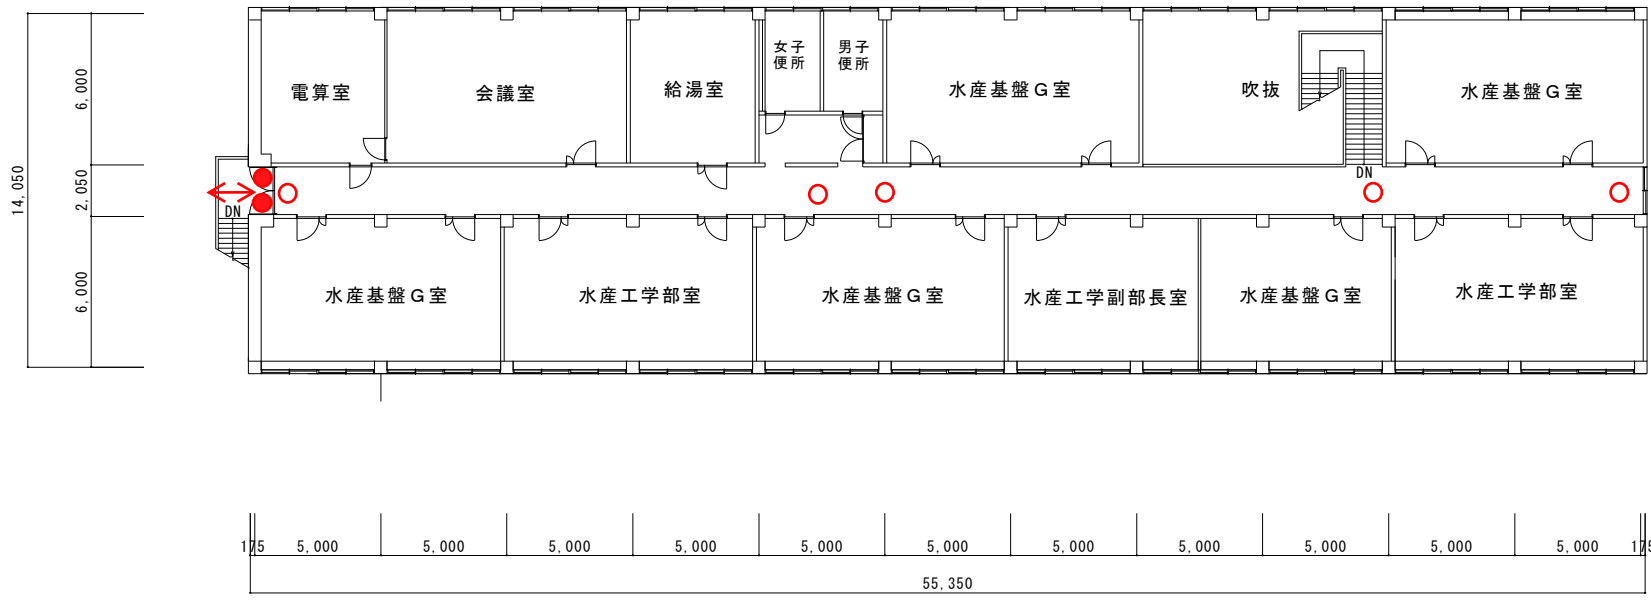 女子
便所
男子
便所
電算室
会議室
給湯室
水産基盤G室
吹抜
水産基盤G室
6,000
14,050
2,050
DN
DN
6,000
水産基盤G室
水産工学部室
水産基盤G室
水産工学副部長室
水産基盤G室
水産工学部室
175
5,000
5,000
5,000
5,000
5,000
5,000
5,000
5,000
5,000
5,000
5,000
175
55,350